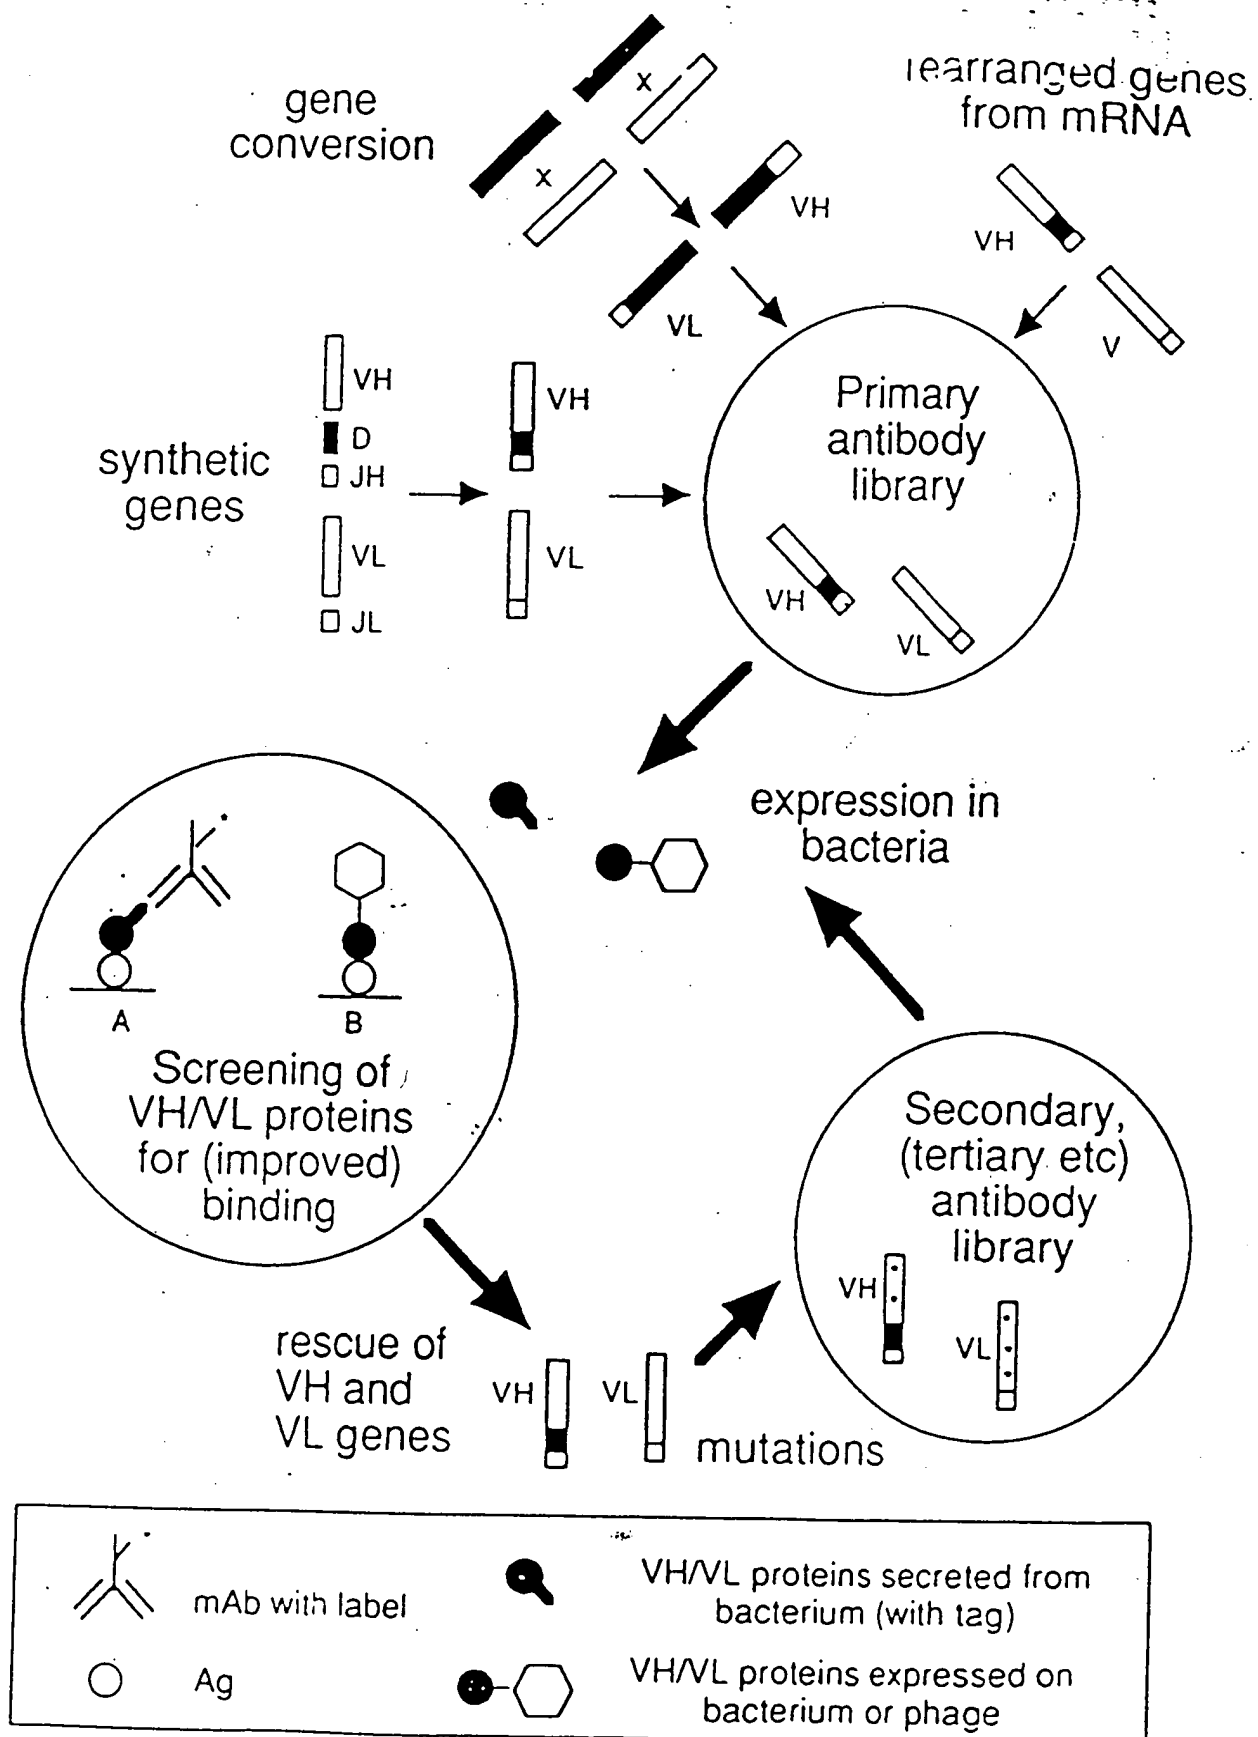 gene
conversion
x
x
VH
VL
rearranged genes
from mRNA
VH
V
synthetic
genes
VH
D
JH
VL
JL
VH
VL
Primary
antibody
library
VH
VL
expression in
bacteria
A
B
Screening of
VH/VL proteins
for (improved)
binding
Secondary,
(tertiary etc)
antibody
library
VH
VL
rescue of
VH and
VL genes
VH
VL
mutations
mAb with label
VH/VL proteins secreted from
bacterium (with tag)
Ag
VH/VL proteins expressed on
bacterium or phage